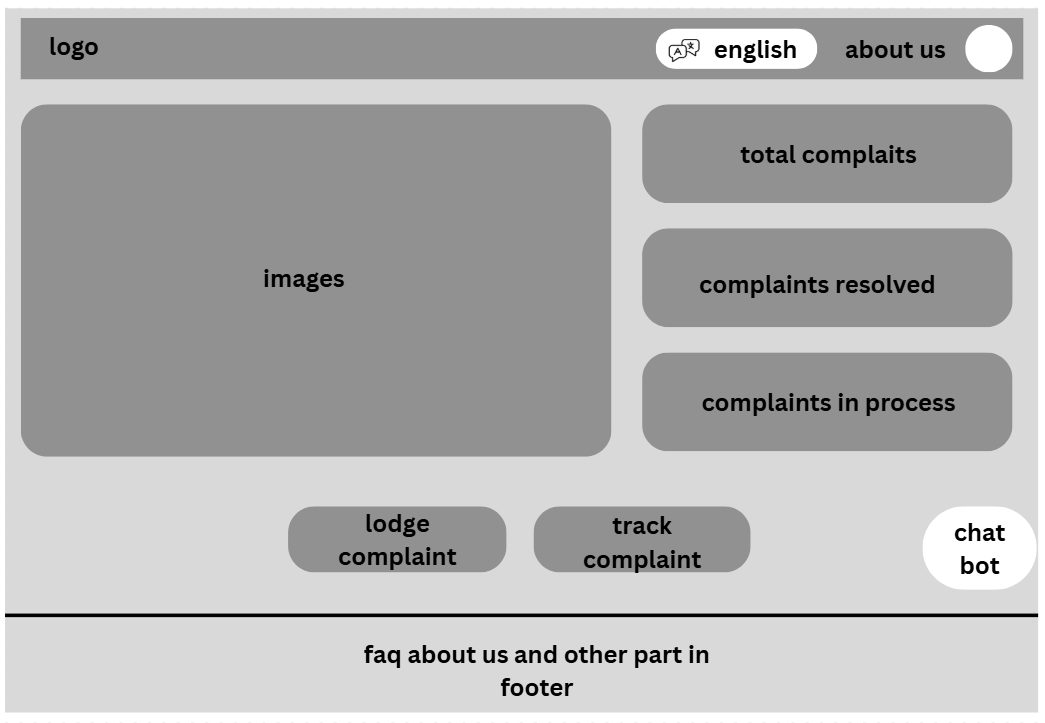 logo
english
about us
images
total complaits
complaints resolved
complaints in process
lodge
complaint
track
complaint
chat
bot
faq about us and other part in
footer